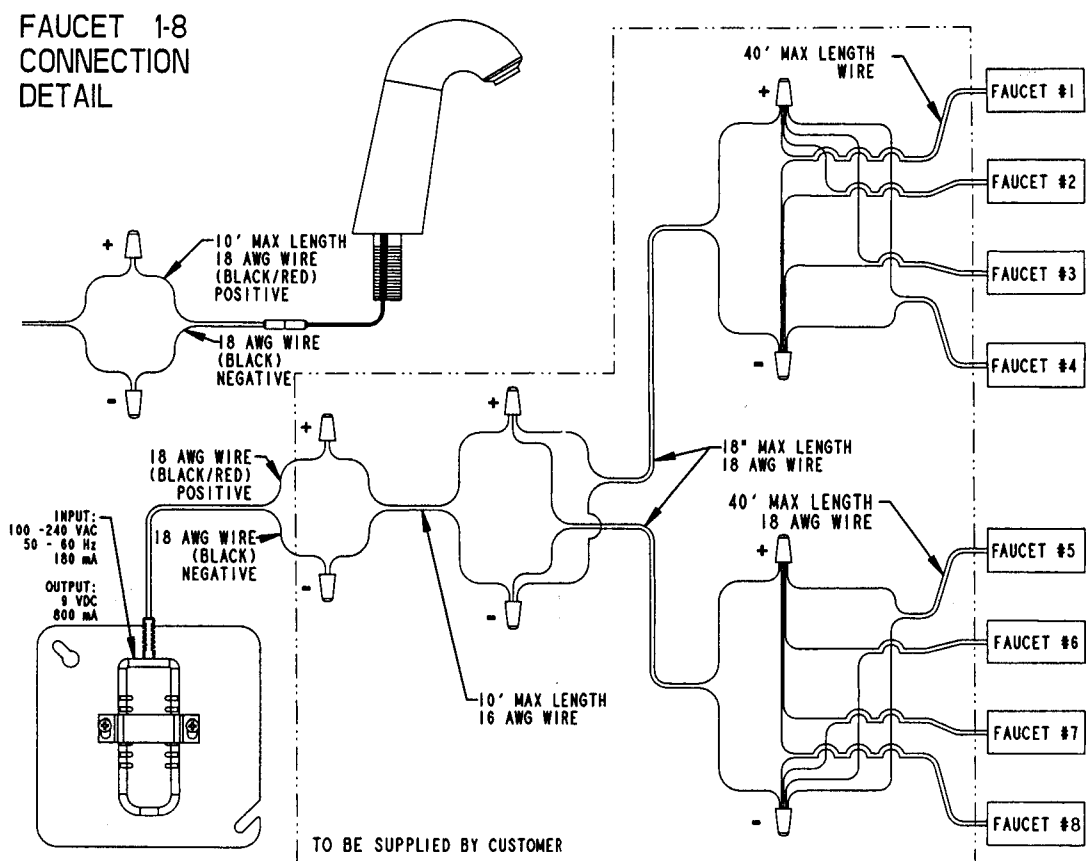 FAUCET 1-8
CONNECTION
DETAIL
40' MAX LENGTH
WIRE
+
-
FAUCET #1
FAUCET #2
FAUCET #3
FAUCET #4
+
-
10' MAX LENGTH
18 AWG WIRE
(BLACK/RED)
POSITIVE
18 AWG WIRE
(BLACK)
NEGATIVE
+
-
18 AWG WIRE
(BLACK/RED)
POSITIVE
18 AWG WIRE
(BLACK)
NEGATIVE
+
-
18" MAX LENGTH
18 AWG WIRE
INPUT:
100 -240 VAC
50 - 60 Hz
180 mA
OUTPUT:
9 VDC
800 mA
10' MAX LENGTH
16 AWG WIRE
40' MAX LENGTH
18 AWG WIRE
+
-
FAUCET #5
FAUCET #6
FAUCET #7
FAUCET #8
TO BE SUPPLIED BY CUSTOMER